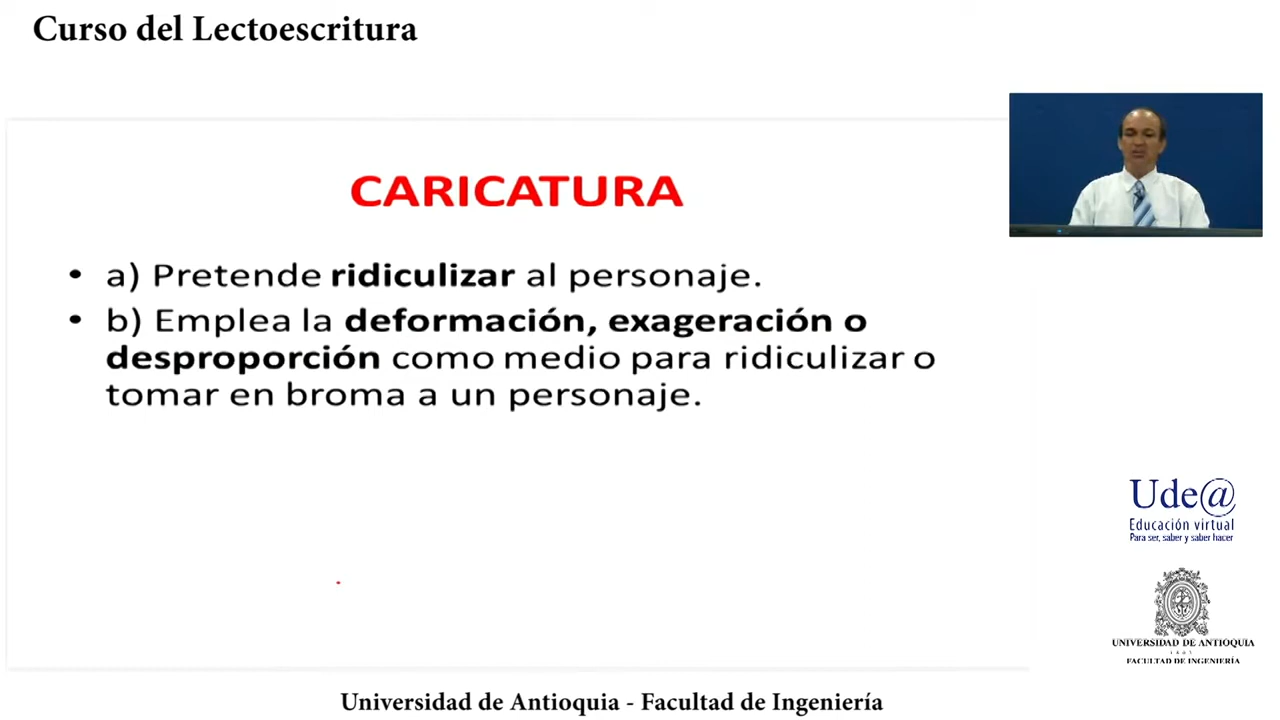 Curso del Lectoescritura
CARICATURA
• a) Pretende ridiculizar al personaje.
• b) Emplea la deformación, exageración o
desproporción como medio para ridiculizar o
tomar en broma a un personaje.
Ude@
Educación virtual
Para ser, saber y saber hacer
UNIVERSIDAD DE ANTIOQUIA
1803
FACULTAD DE INGENIERÍA
Universidad de Antioquia - Facultad de Ingeniería